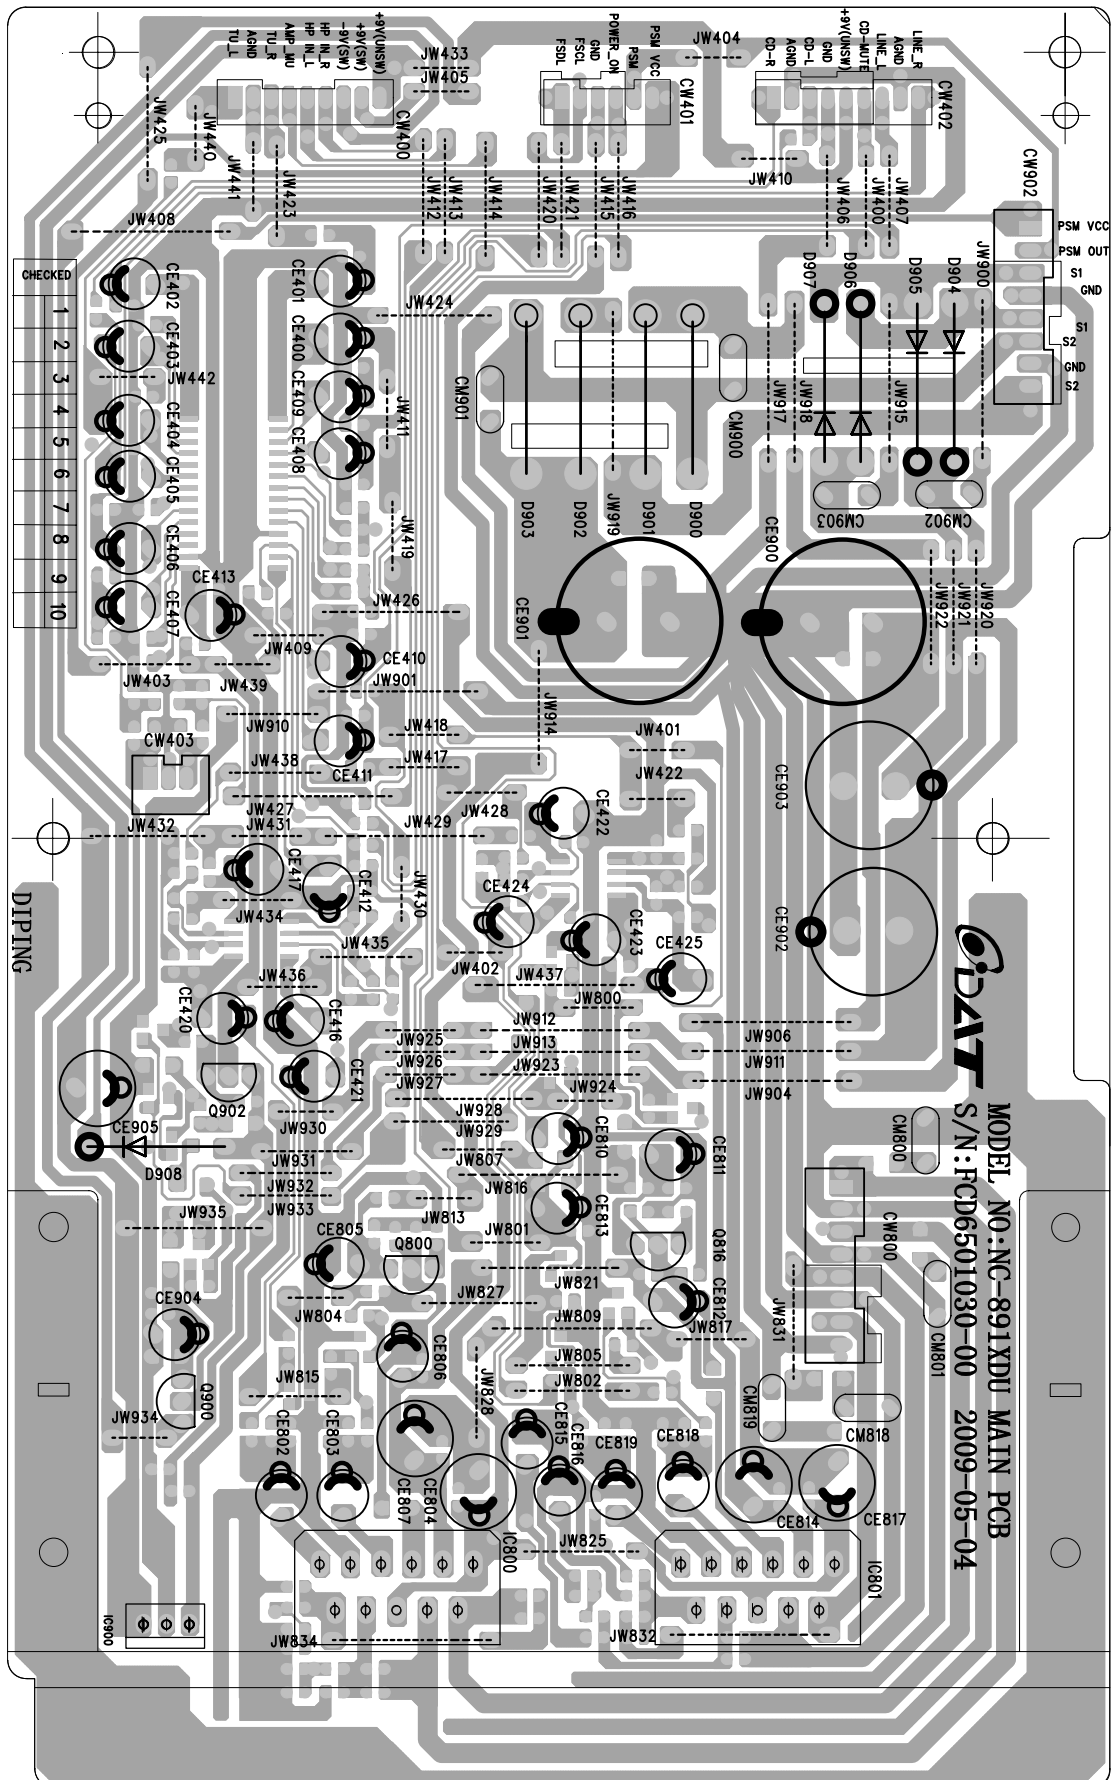 +9V(UNSW)
+9V(SW)
-9V(SW)
HP IN_R
HP IN_L
AMP_MU
TU_R
AGND
TU_L
JW433
JW405
POWER_ON
GND
FSCL
FSDL
PSM
PSM VCC
CW401
JW404
CD-R
AGND
CD-L
GND
+9V(UNSW)
CD-MUTE
LINE_L
AGND
LINE_R
CW402
JW425
JW440
CW400
JW441
JW423
JW408
JW412
JW413
JW414
JW420
JW421
JW415
JW416
JW410
JW406
JW400
JW407
CW902
PSM VCC
PSM OUT
S1
GND
S1
S2
GND
S2
CHECKED
1
2
3
4
5
6
7
8
9
10
CE402
CE401
D907
D906
D905
D904
JW900
JW424
CE403
CE400
JW442
CE409
CM901
CM900
JW917
JW918
JW915
CE404
CE408
JW411
CE405
D903
D902
JW919
D901
D900
CM903
CM902
JW419
CE900
CE406
CE413
CE407
JW426
CE901
JW922
JW921
JW920
JW409
CE410
JW403
JW439
JW901
JW910
JW914
CW403
JW418
JW401
JW438
CE411
JW417
JW422
CE903
JW427
JW428
CE422
JW432
JW431
JW429
CE417
CE412
JW430
CE424
JW434
CE423
CE425
CE902
DIPING
JW435
JW402
JW437
JW436
JW800
CE420
CE416
JW912
JW906
JW925
JW913
JW911
JW926
JW923
CE421
JW927
JW924
JW904
iDAT
Q902
JW928
JW930
JW929
CE810
CE811
CM800
CE905
D908
JW931
JW807
JW932
JW816
JW933
JW813
CE813
MODEL NO:NC-891XDU MAIN PCB
S/N:FCD6501030-00 2009-05-04
JW935
CE805
Q800
JW801
Q816
CW800
JW821
CE904
JW804
JW827
CE812
JW831
CM801
JW809
JW817
CE806
JW805
JW815
JW828
JW802
Q900
CM819
CM818
JW934
CE802
CE803
CE815
CE816
CE819
CE818
CE807
CE804
CE814
CE817
IC800
JW825
IC801
IC900
JW834
JW832